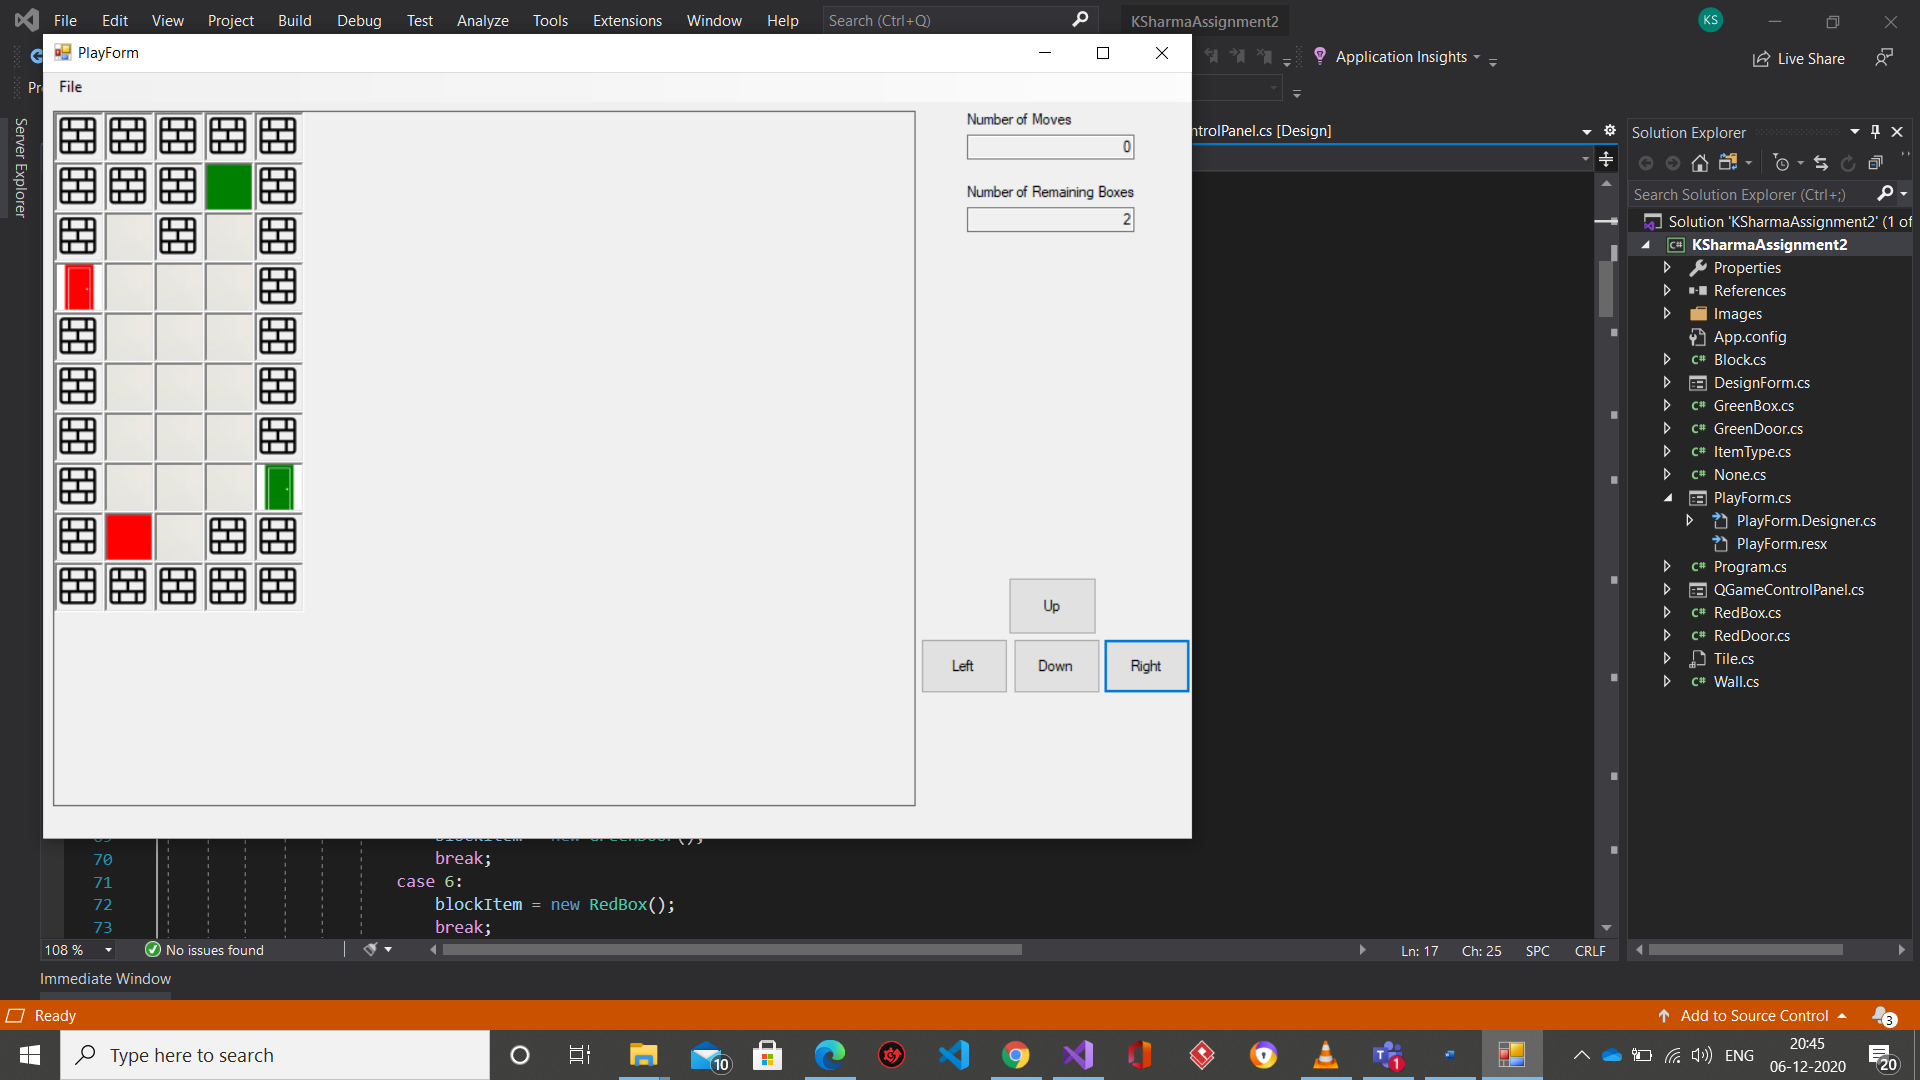 File Edit View Project Build Debug Test Analyze Tools Extensions Window Help Search (Ctrl+Q) KSharmaAssignment2 KS
PlayForm
Application Insights Live Share
File
Server Explorer
Number of Moves
0
Number of Remaining Boxes
2
Up
Left Down Right
ntrolPanel.cs [Design]
Solution Explorer
Search Solution Explorer (Ctrl+;)
Solution 'KSharmaAssignment2' (1 of
KSharmaAssignment2
Properties
References
Images
App.config
Block.cs
DesignForm.cs
GreenBox.cs
GreenDoor.cs
ItemType.cs
None.cs
PlayForm.cs
PlayForm.Designer.cs
PlayForm.resx
Program.cs
QGameControlPanel.cs
RedBox.cs
RedDoor.cs
Tile.cs
Wall.cs
70 break;
71 case 6:
72 blockItem = new RedBox();
73 break;
108 % No issues found Ln: 17 Ch: 25 SPC CRLF
Immediate Window
Ready Add to Source Control 3
Type here to search 10 1 ENG 20:45
06-12-2020 20